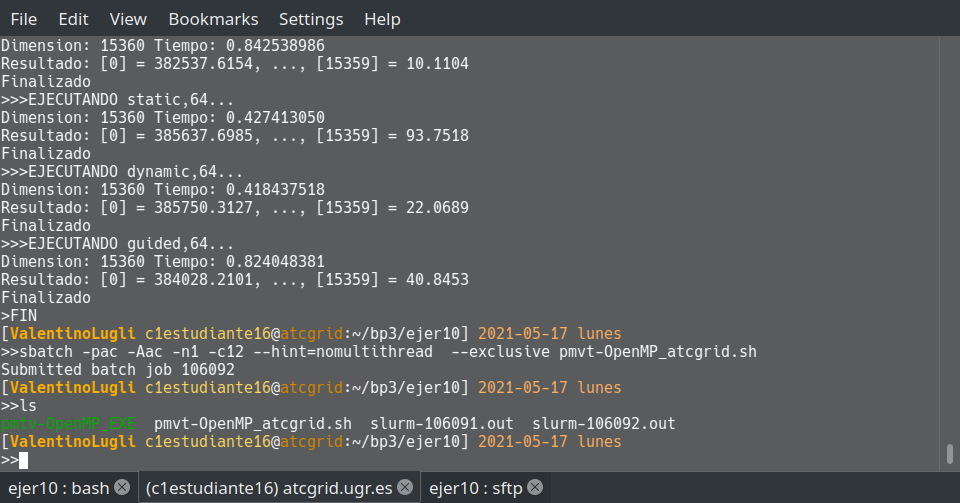 File Edit View Bookmarks Settings Help
Dimension: 15360 Tiempo: 0.842538986
Resultado: [0] = 382537.6154, ..., [15359] = 10.1104
Finalizado
>>>EJECUTANDO static,64...
Dimension: 15360 Tiempo: 0.427413050
Resultado: [0] = 385637.6985, ..., [15359] = 93.7518
Finalizado
>>>EJECUTANDO dynamic,64...
Dimension: 15360 Tiempo: 0.418437518
Resultado: [0] = 385750.3127, ..., [15359] = 22.0689
Finalizado
>>>EJECUTANDO guided,64...
Dimension: 15360 Tiempo: 0.824048381
Resultado: [0] = 384028.2101, ..., [15359] = 40.8453
Finalizado
>FIN
[ValentinoLugli c1estudiante16@atcgrid:~/bp3/ejer10] 2021-05-17 lunes
>>sbatch -pac -Aac -n1 -c12 --hint=nomultithread  --exclusive pmvt-OpenMP_atcgrid.sh
Submitted batch job 106092
[ValentinoLugli c1estudiante16@atcgrid:~/bp3/ejer10] 2021-05-17 lunes
>>ls
pmtv-OpenMP_EXE  pmvt-OpenMP_atcgrid.sh  slurm-106091.out  slurm-106092.out
[ValentinoLugli c1estudiante16@atcgrid:~/bp3/ejer10] 2021-05-17 lunes
>>
ejer10 : bash (c1estudiante16) atcgrid.ugr.es ejer10 : sftp